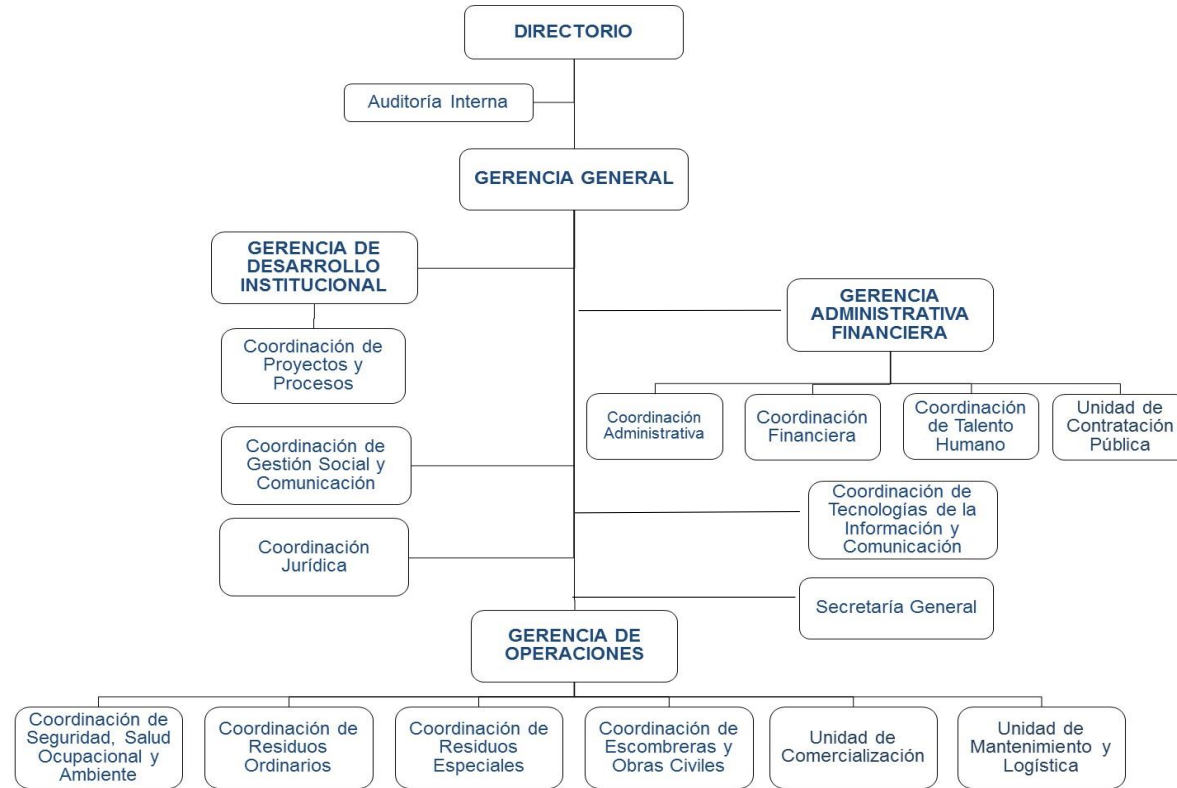 DIRECTORIO
Auditoría Interna
GERENCIA GENERAL
GERENCIA DE
DESARROLLO
INSTITUCIONAL
Coordinación de
Proyectos y
Procesos
GERENCIA
ADMINISTRATIVA
FINANCIERA
Coordinación
Administrativa
Coordinación
Financiera
Coordinación
de Talento
Humano
Unidad de
Contratación
Pública
Coordinación de
Gestión Social y
Comunicación
Coordinación de
Tecnologías de la
Información y
Comunicación
Coordinación
Jurídica
Secretaría General
GERENCIA DE
OPERACIONES
Coordinación de
Seguridad, Salud
Ocupacional y
Ambiente
Coordinación de
Residuos
Ordinarios
Coordinación de
Residuos
Especiales
Coordinación de
Escombreras y
Obras Civiles
Unidad de
Comercialización
Unidad de
Mantenimiento y
Logística